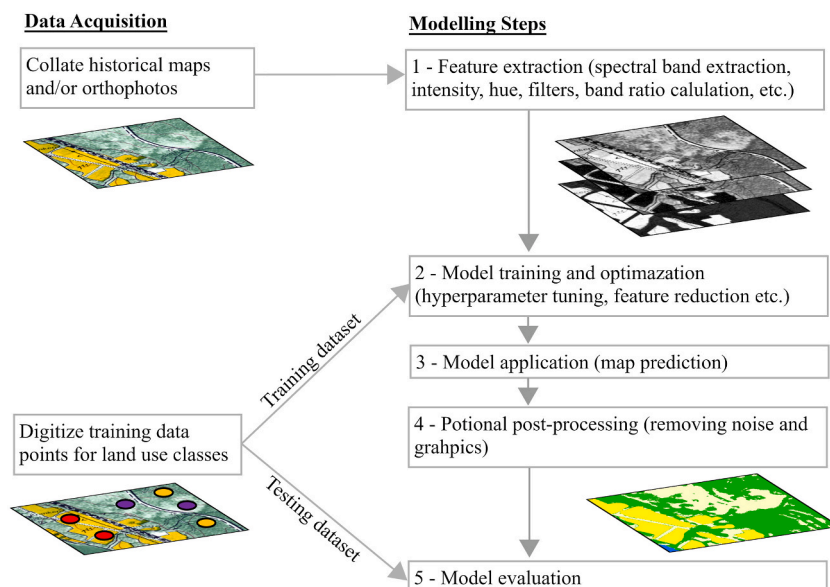 Data Acquisition
Modelling Steps
Collate historical maps
and/or orthophotos
1 - Feature extraction (spectral band extraction,
intensity, hue, filters, band ratio calulation, etc.)
2 - Model training and optimazation
(hyperparameter tuning, feature reduction etc.)
Training dataset
3 - Model application (map prediction)
Digitize training data
points for land use classes
4 - Potional post-processing (removing noise and
grahpics)
Testing dataset
5 - Model evaluation